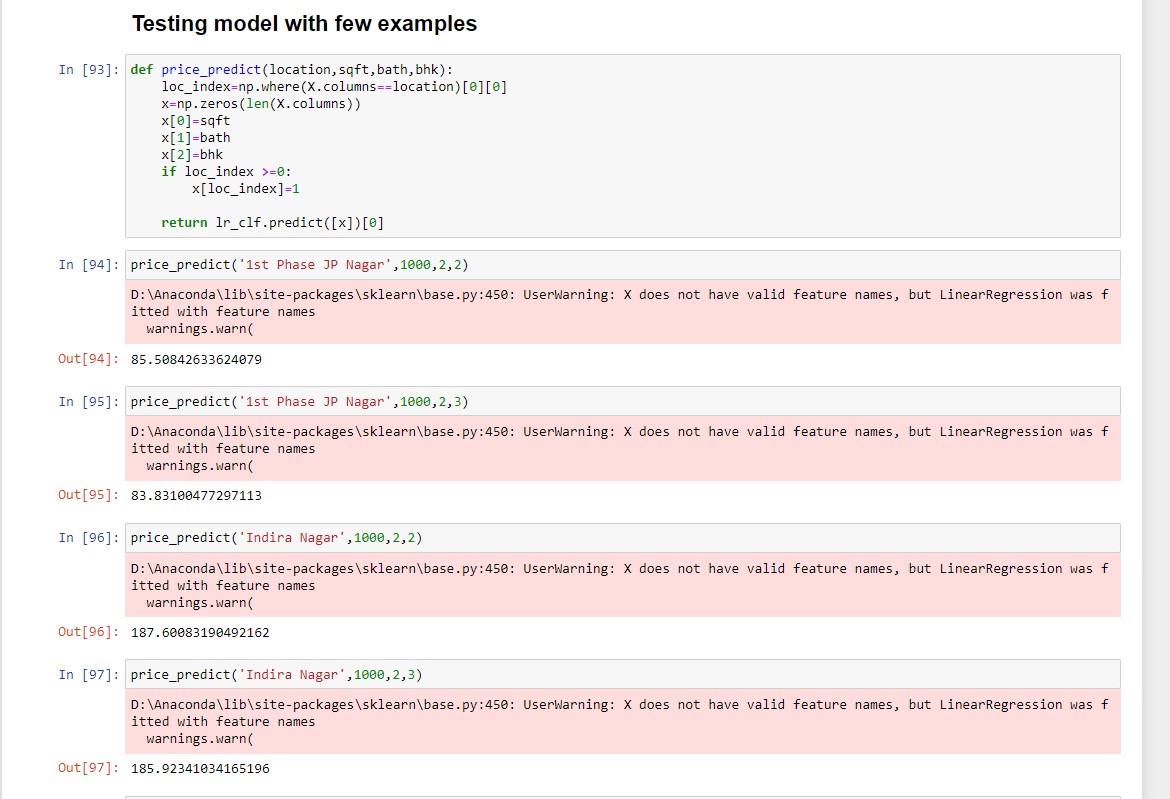 Testing model with few examples
In [93]: def price_predict(location,sqft,bath,bhk):
    loc_index=np.where(X.columns==location)[0][0]
    x=np.zeros(len(X.columns))
    x[0]=sqft
    x[1]=bath
    x[2]=bhk
    if loc_index >=0:
        x[loc_index]=1
    return lr_clf.predict([x])[0]
In [94]: price_predict('1st Phase JP Nagar',1000,2,2)
D:\Anaconda\lib\site-packages\sklearn\base.py:450: UserWarning: X does not have valid feature names, but LinearRegression was f
itted with feature names
  warnings.warn(
Out[94]: 85.50842633624079
In [95]: price_predict('1st Phase JP Nagar',1000,2,3)
D:\Anaconda\lib\site-packages\sklearn\base.py:450: UserWarning: X does not have valid feature names, but LinearRegression was f
itted with feature names
  warnings.warn(
Out[95]: 83.83100477297113
In [96]: price_predict('Indira Nagar',1000,2,2)
D:\Anaconda\lib\site-packages\sklearn\base.py:450: UserWarning: X does not have valid feature names, but LinearRegression was f
itted with feature names
  warnings.warn(
Out[96]: 187.60083190492162
In [97]: price_predict('Indira Nagar',1000,2,3)
D:\Anaconda\lib\site-packages\sklearn\base.py:450: UserWarning: X does not have valid feature names, but LinearRegression was f
itted with feature names
  warnings.warn(
Out[97]: 185.92341034165196